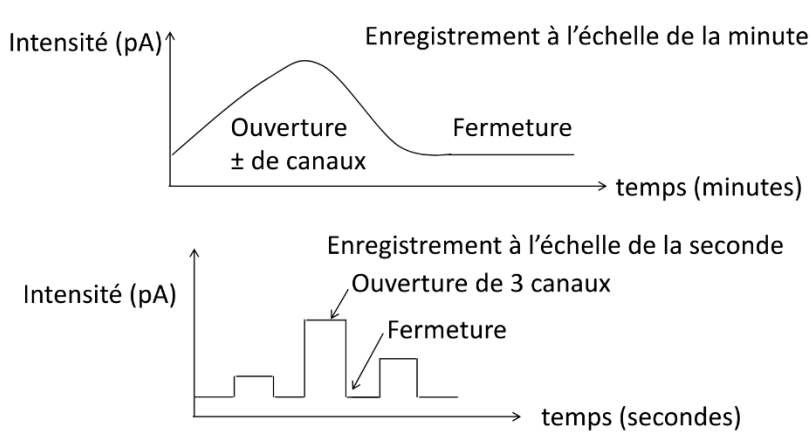 Intensité (pA)
Enregistrement à l’échelle de la minute
Ouverture
± de canaux
Fermeture
temps (minutes)
Enregistrement à l’échelle de la seconde
Intensité (pA)
Ouverture de 3 canaux
Fermeture
temps (secondes)